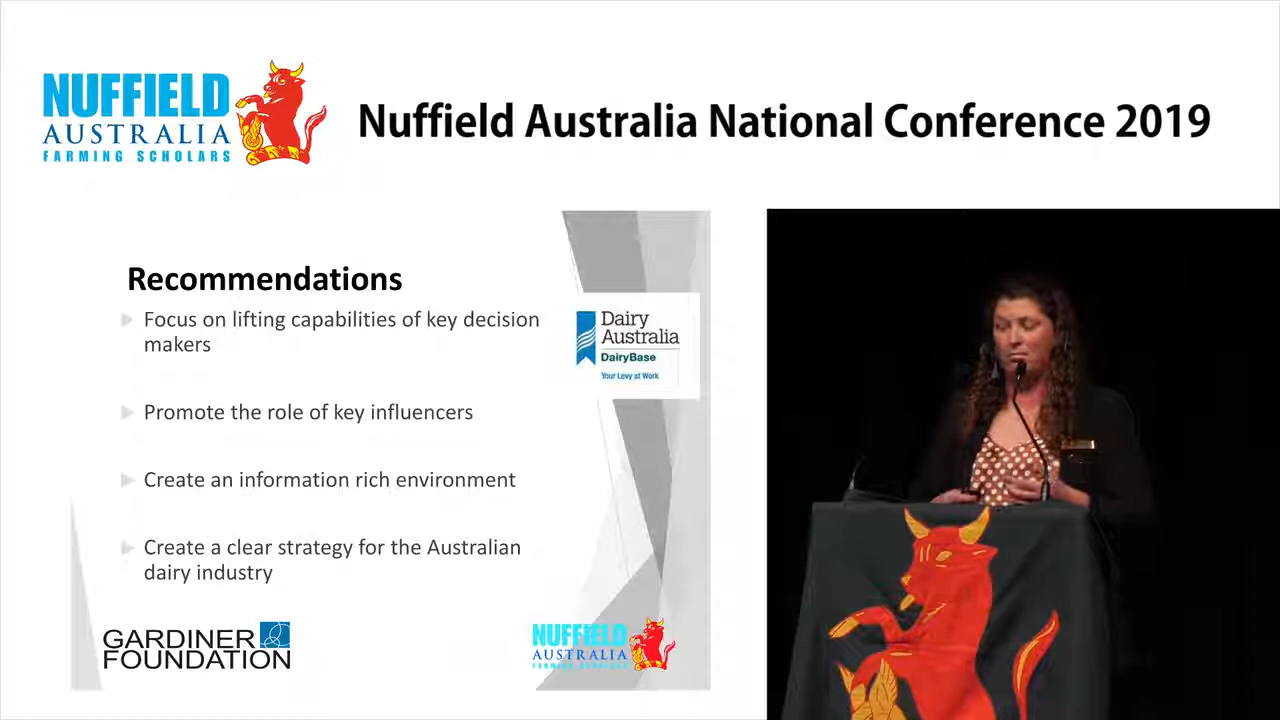 NUFFIELD
AUSTRALIA
FARMING SCHOLARS
Nuffield Australia National Conference 2019
Recommendations
Focus on lifting capabilities of key decision
makers
Promote the role of key influencers
Create an information rich environment
Create a clear strategy for the Australian
dairy industry
Dairy
Australia
DairyBase
Your Levy at Work
GARDINER
FOUNDATION
NUFFIELD
AUSTRALIA
FARMING SCHOLARS